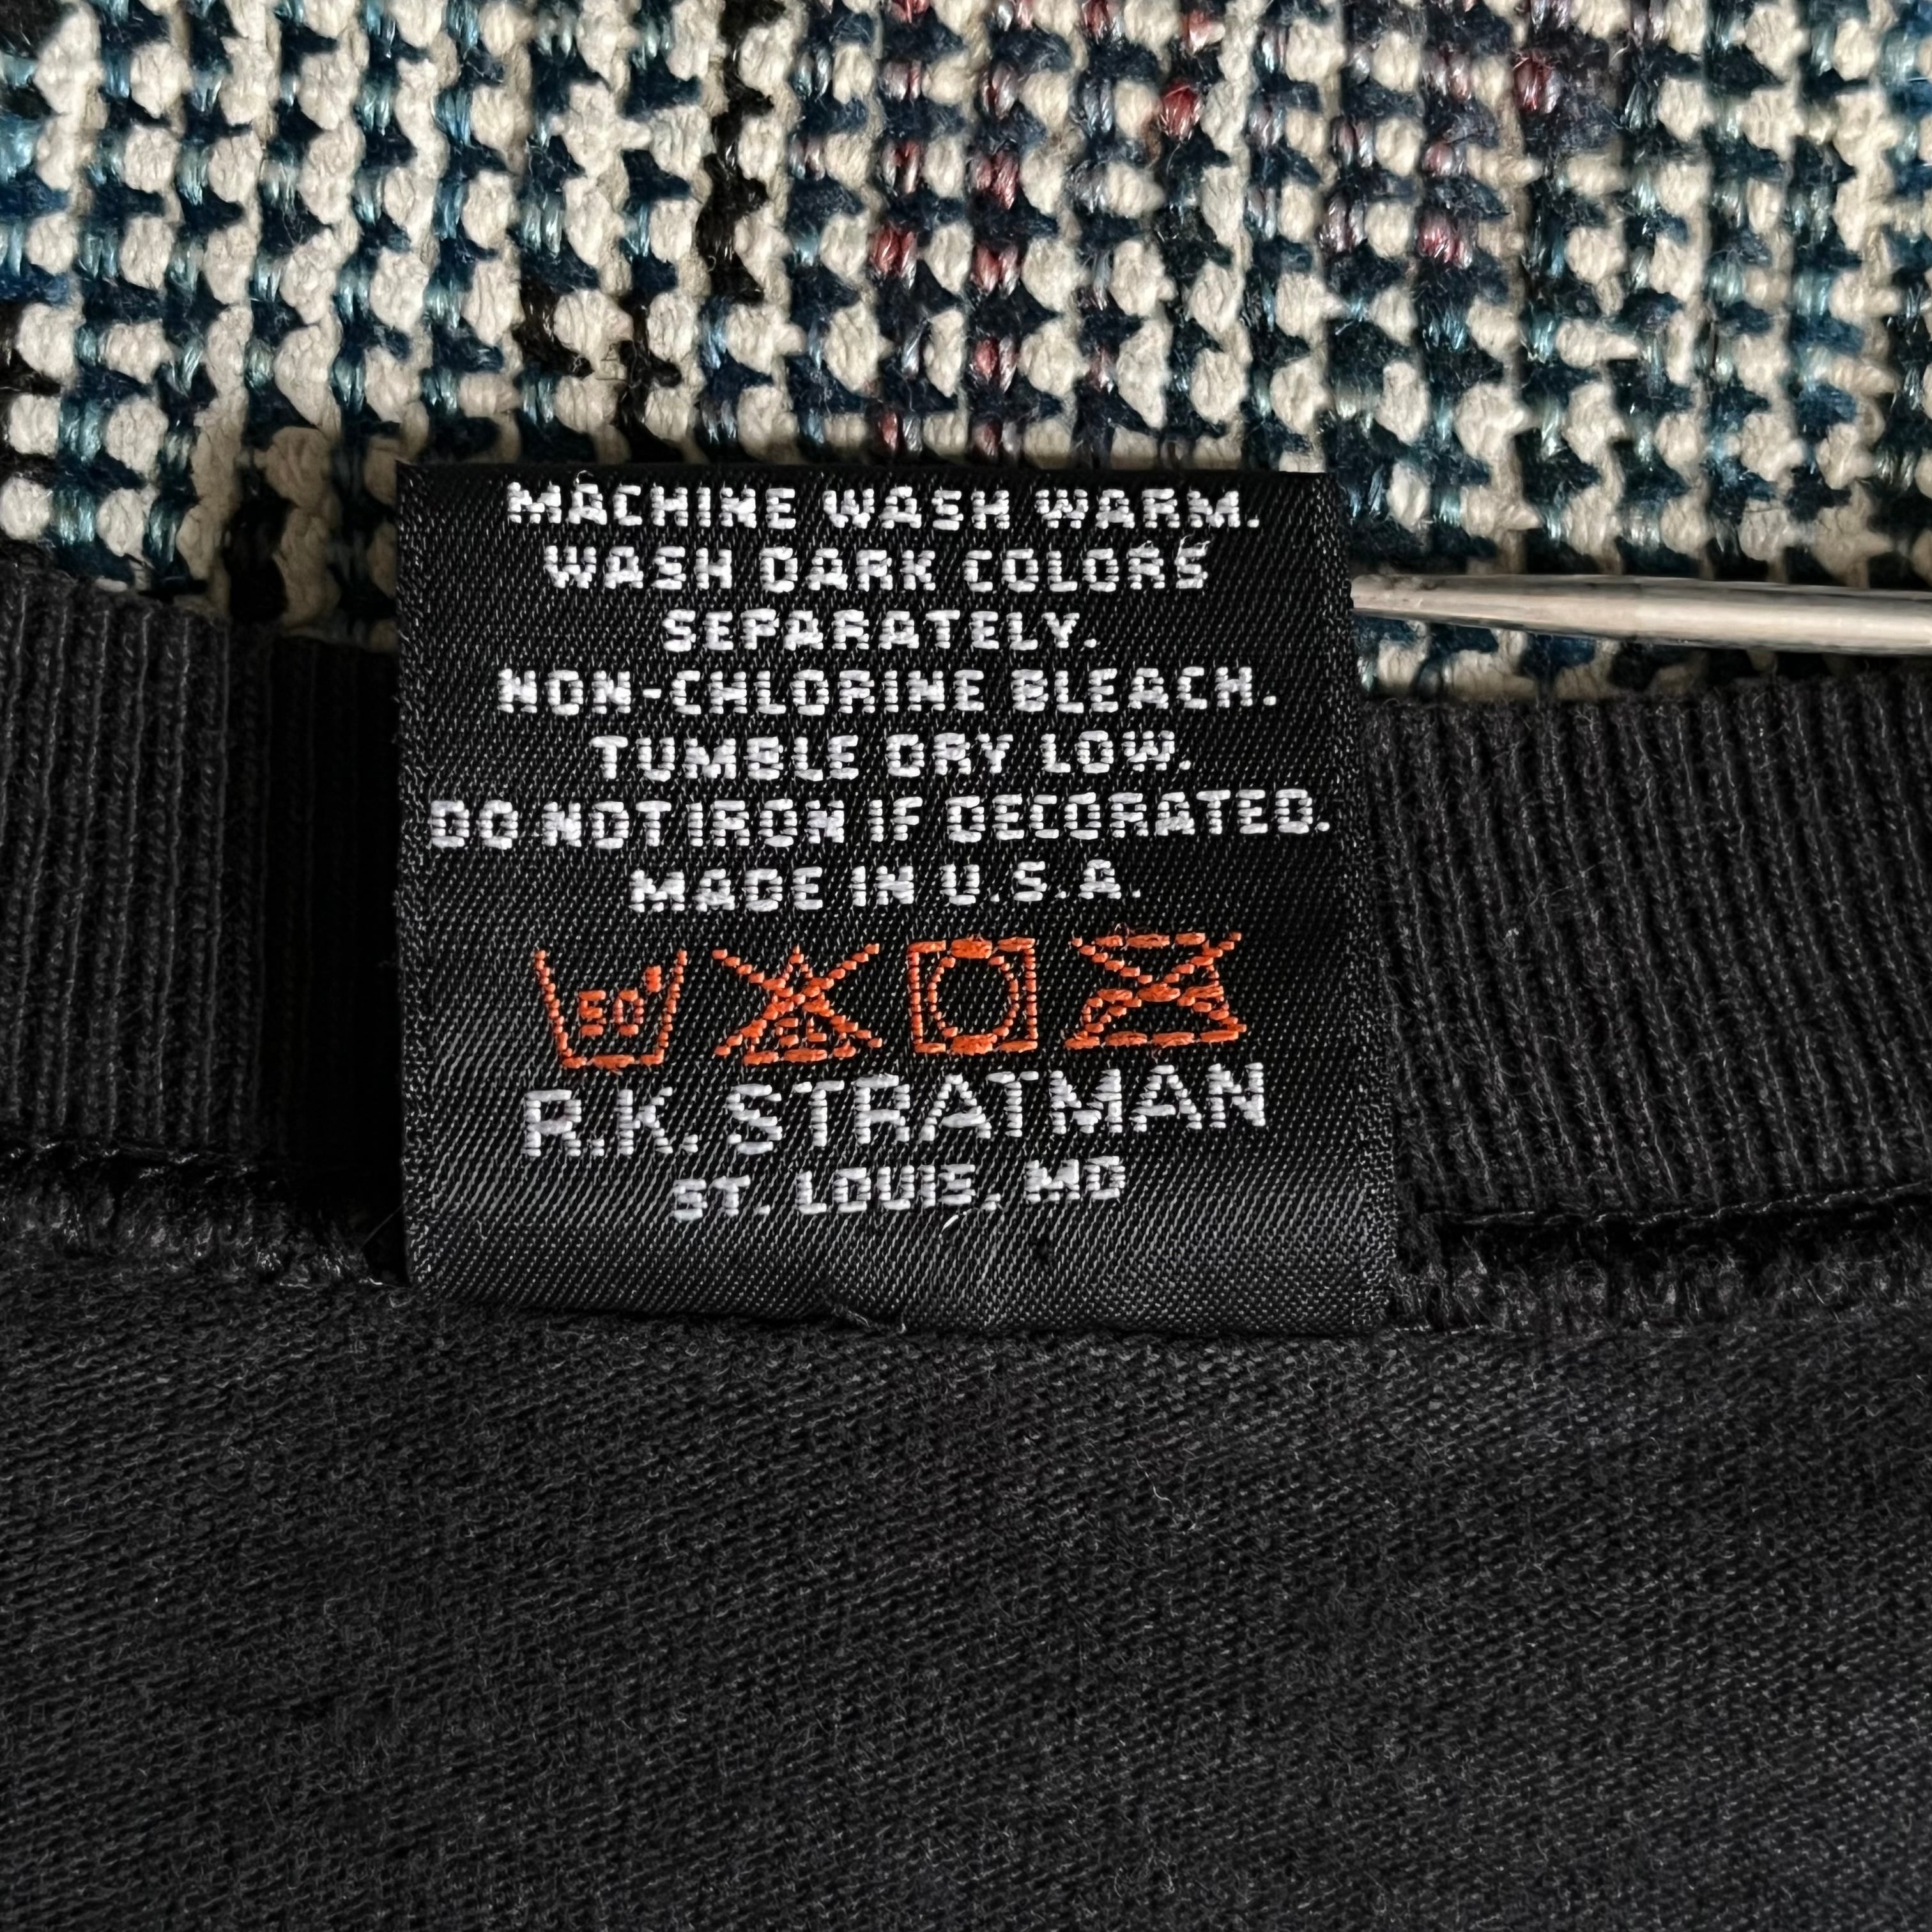 MACHINE WASH WARM.
WASH DARK COLORS
SEPARATELY.
NON-CHLORINE BLEACH.
TUMBLE DRY LOW.
DO NOT IRON IF DECORATED.
MADE IN U.S.A.
R.K. STRATMAN
ST. LOUIS, MO